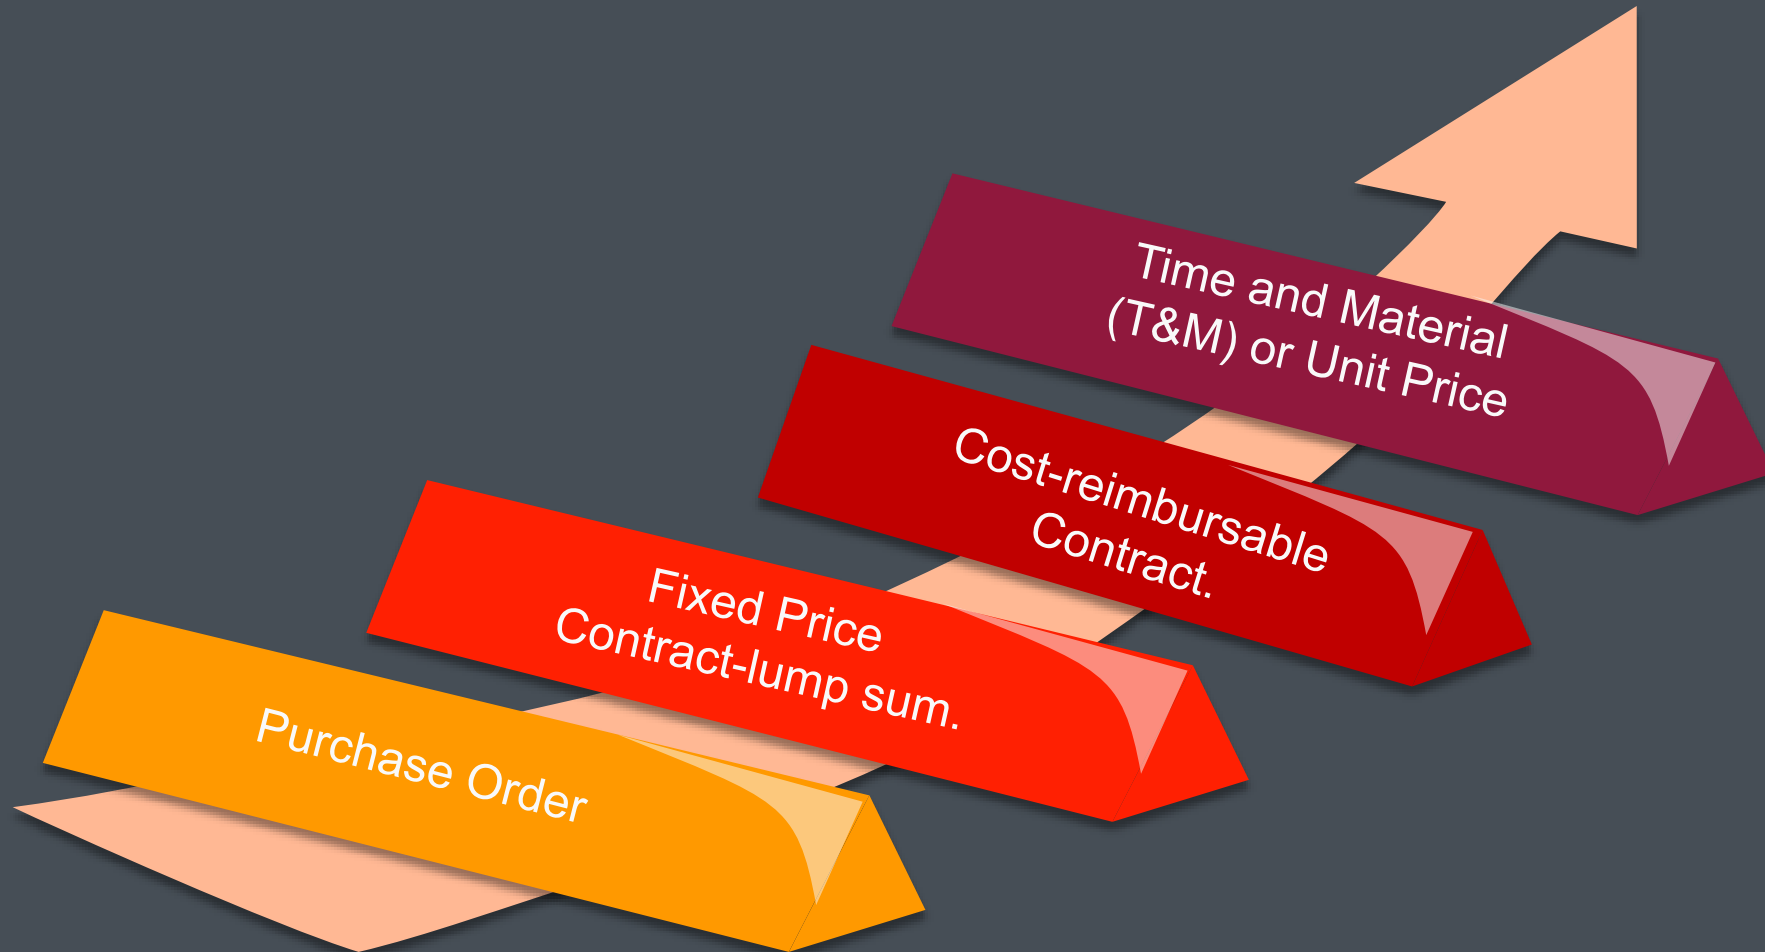 Time and Material
(T&M) or Unit Price
Cost-reimbursable
Contract.
Fixed Price
Contract-lump sum.
Purchase Order